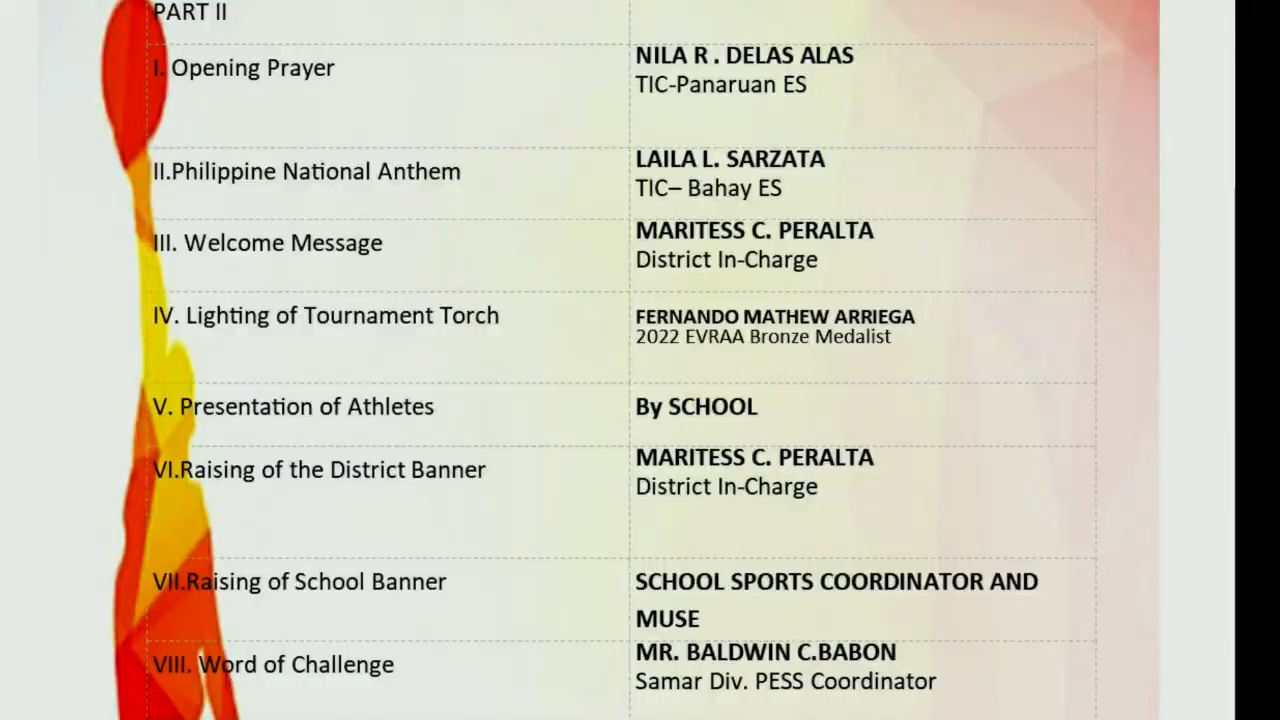 PART II
I. Opening Prayer
NILA R . DELAS ALAS
TIC-Panaruan ES
II.Philippine National Anthem
LAILA L. SARZATA
TIC– Bahay ES
III. Welcome Message
MARITESS C. PERALTA
District In-Charge
IV. Lighting of Tournament Torch
FERNANDO MATHEW ARRIEGA
2022 EVRAA Bronze Medalist
V. Presentation of Athletes
By SCHOOL
VI.Raising of the District Banner
MARITESS C. PERALTA
District In-Charge
VII.Raising of School Banner
SCHOOL SPORTS COORDINATOR AND
MUSE
VIII. Word of Challenge
MR. BALDWIN C.BABON
Samar Div. PESS Coordinator